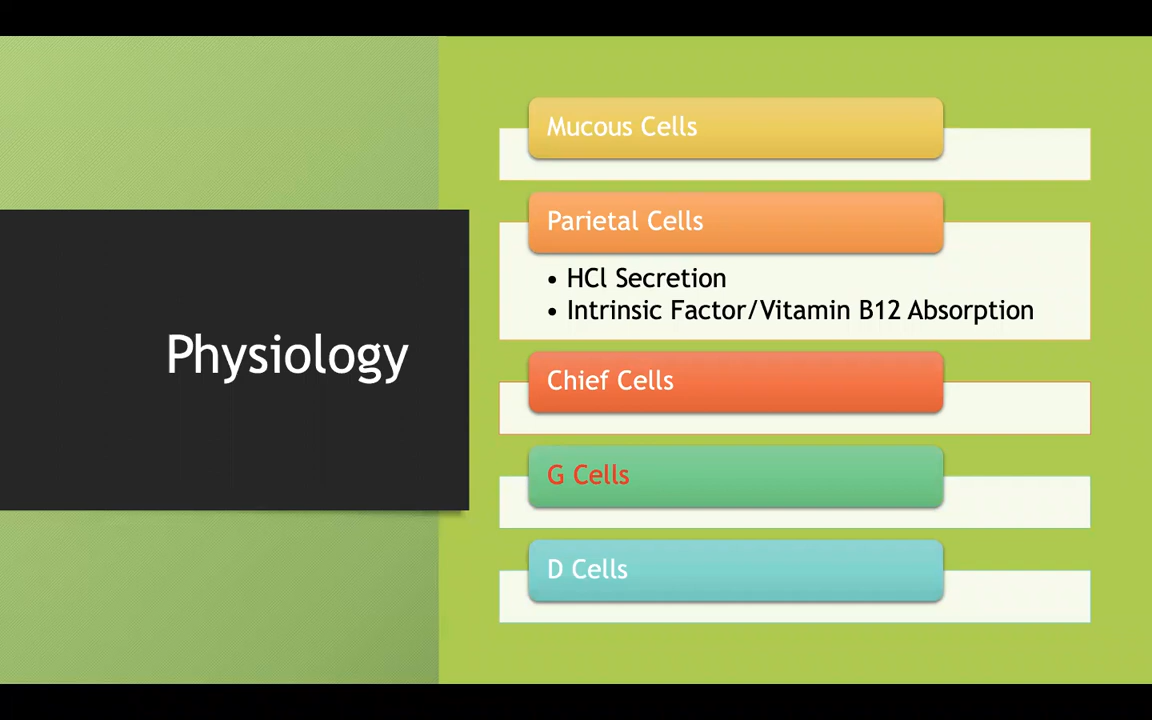 Physiology
Mucous Cells
Parietal Cells
• HCl Secretion
• Intrinsic Factor/Vitamin B12 Absorption
Chief Cells
G Cells
D Cells